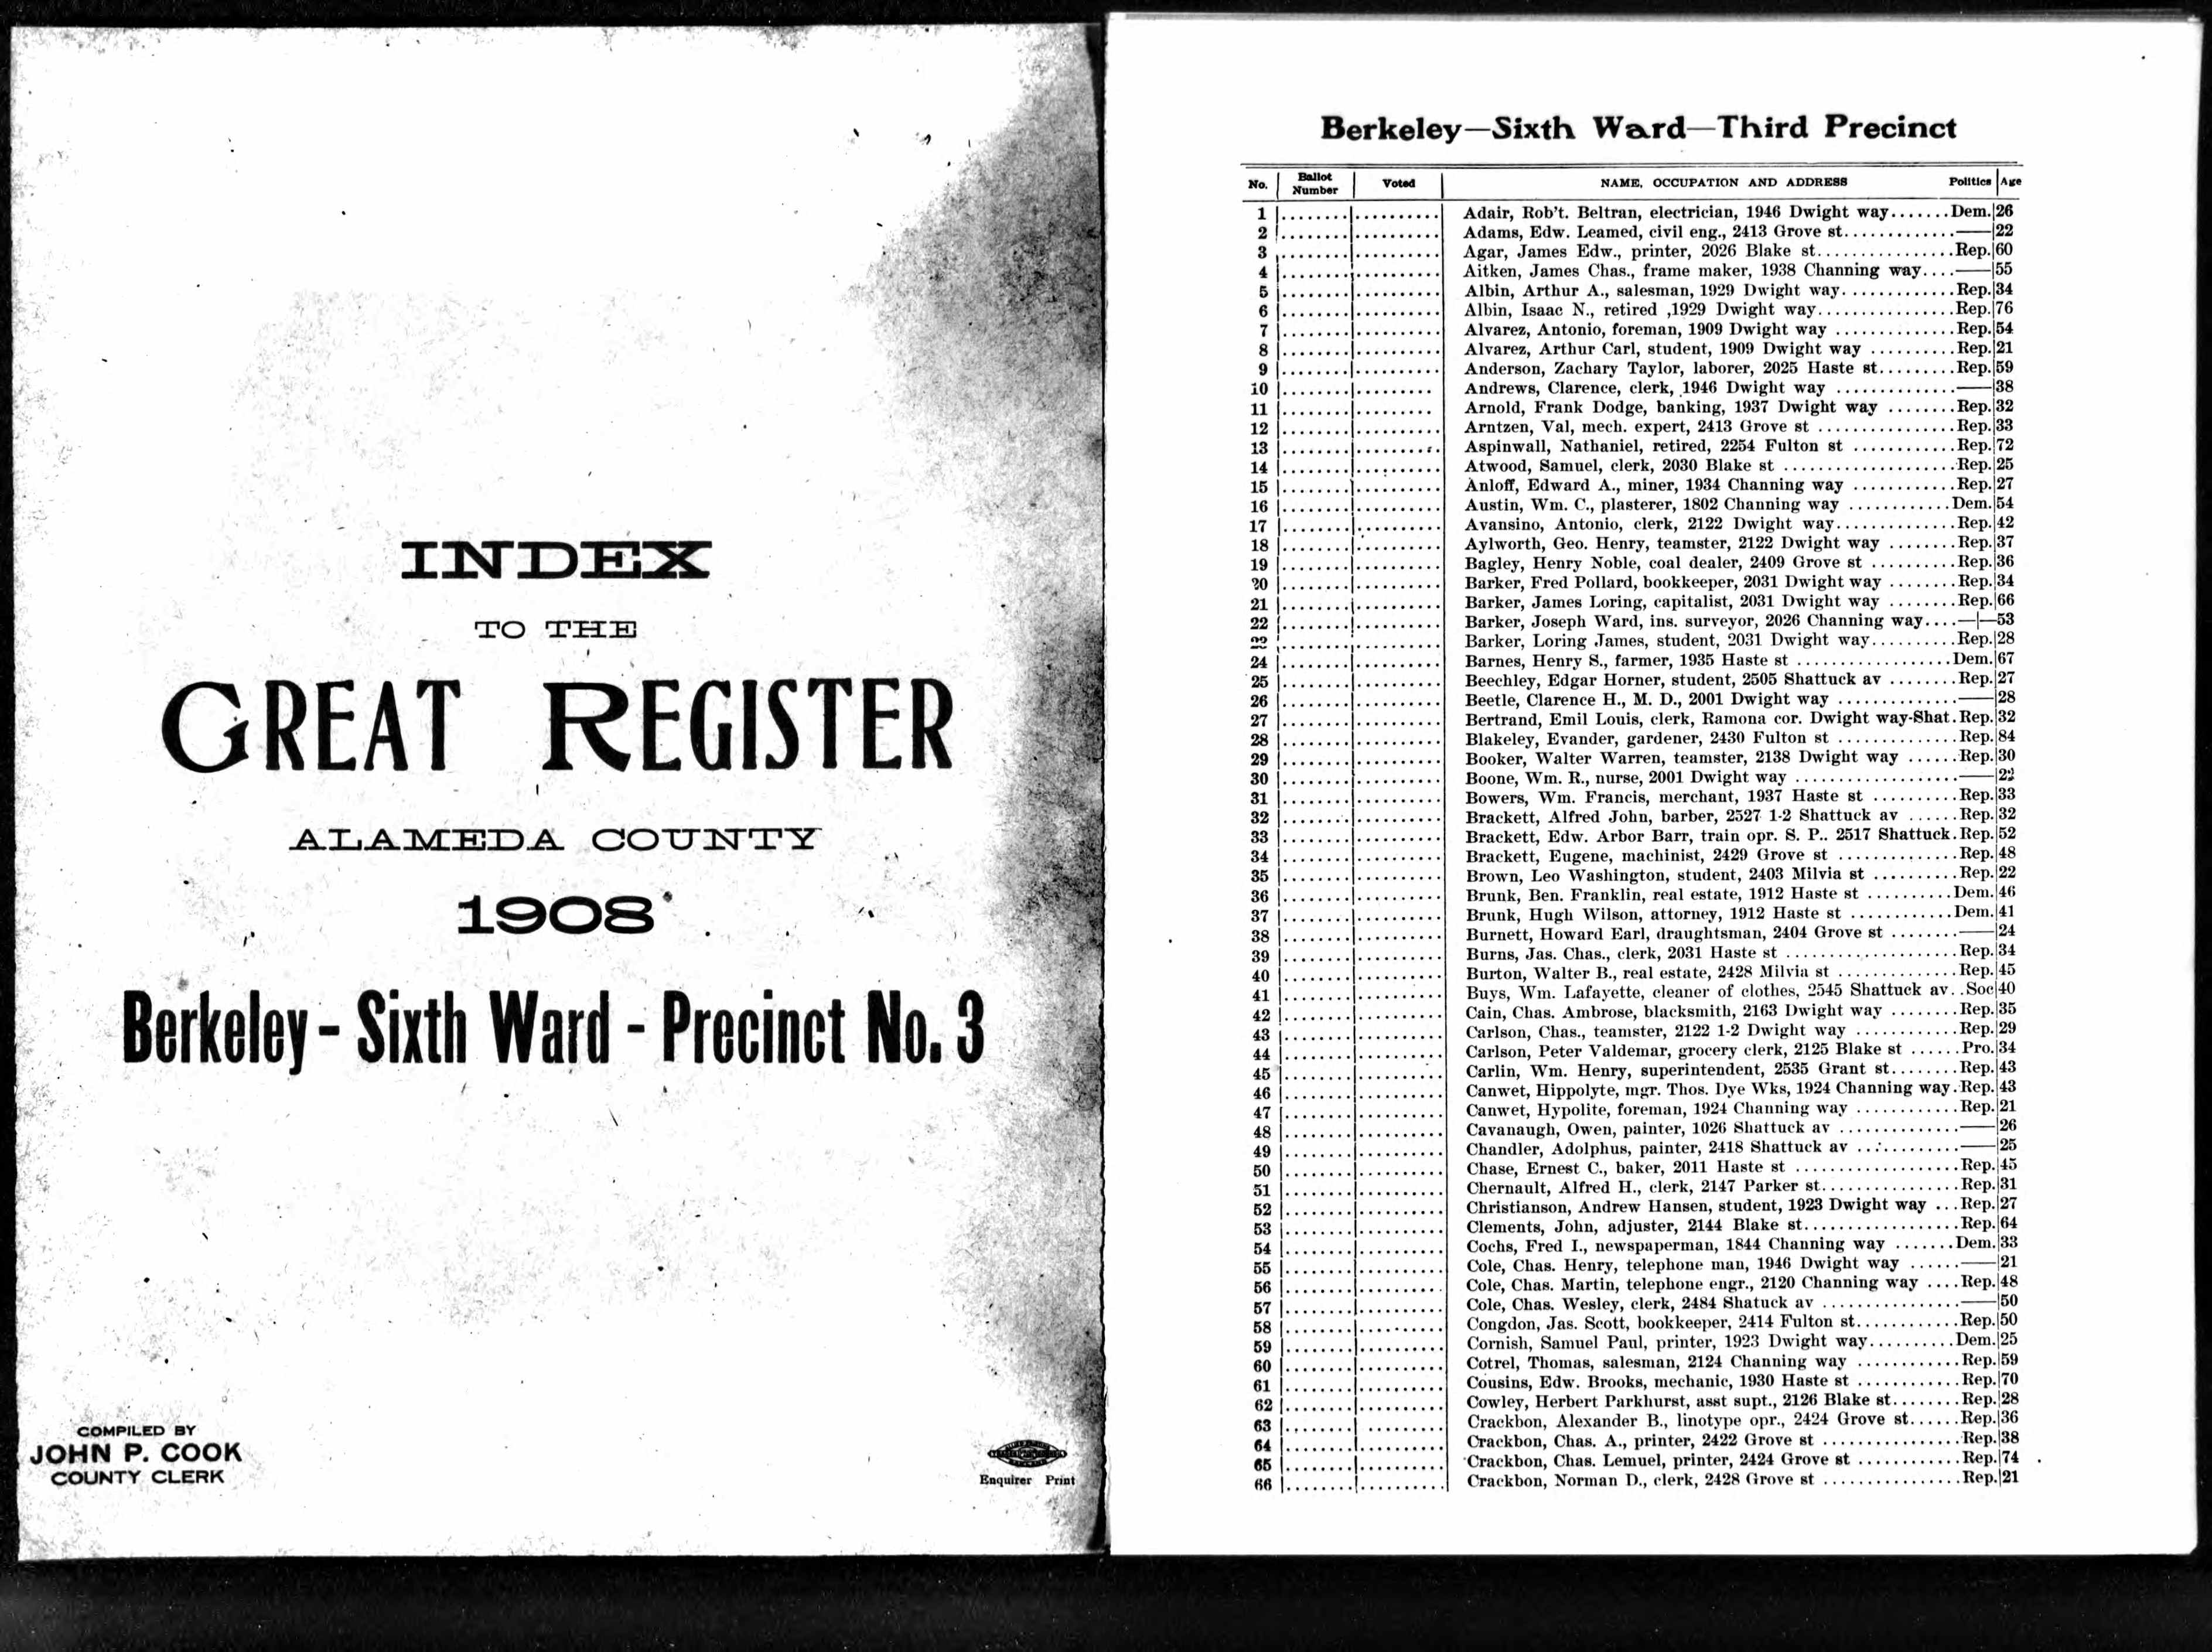 INDEX
TO THE
GREAT REGISTER
ALAMEDA COUNTY
1908
Berkeley - Sixth Ward - Precinct No. 3
COMPILED BY
JOHN P. COOK
COUNTY CLERK
Enquirer Print
Berkeley—Sixth Ward—Third Precinct
No. Ballot Number Voted NAME, OCCUPATION AND ADDRESS Politics Age
1 Adair, Rob't. Beltran, electrician, 1946 Dwight way.......Dem. 26
2 Adams, Edw. Leamed, civil eng., 2413 Grove st.............—— 22
3 Agar, James Edw., printer, 2026 Blake st................Rep. 60
4 Aitken, James Chas., frame maker, 1938 Channing way....—— 55
5 Albin, Arthur A., salesman, 1929 Dwight way.............Rep. 34
6 Albin, Isaac N., retired ,1929 Dwight way................Rep. 76
7 Alvarez, Antonio, foreman, 1909 Dwight way ..............Rep. 54
8 Alvarez, Arthur Carl, student, 1909 Dwight way ..........Rep. 21
9 Anderson, Zachary Taylor, laborer, 2025 Haste st.........Rep. 59
10 Andrews, Clarence, clerk, 1946 Dwight way ..............—— 38
11 Arnold, Frank Dodge, banking, 1937 Dwight way ........Rep. 32
12 Arntzen, Val, mech. expert, 2413 Grove st ................Rep. 33
13 Aspinwall, Nathaniel, retired, 2254 Fulton st ............Rep. 72
14 Atwood, Samuel, clerk, 2030 Blake st ....................Rep. 25
15 Anloff, Edward A., miner, 1934 Channing way ............Rep. 27
16 Austin, Wm. C., plasterer, 1802 Channing way ............Dem. 54
17 Avansino, Antonio, clerk, 2122 Dwight way..............Rep. 42
18 Aylworth, Geo. Henry, teamster, 2122 Dwight way ........Rep. 37
19 Bagley, Henry Noble, coal dealer, 2409 Grove st ..........Rep. 36
20 Barker, Fred Pollard, bookkeeper, 2031 Dwight way ........Rep. 34
21 Barker, James Loring, capitalist, 2031 Dwight way ........Rep. 66
22 Barker, Joseph Ward, ins. surveyor, 2026 Channing way....—|—53
Barker, Loring James, student, 2031 Dwight way..........Rep. 28
24 Barnes, Henry S., farmer, 1935 Haste st ..................Dem. 67
25 Beechley, Edgar Horner, student, 2505 Shattuck av ........Rep. 27
26 Beetle, Clarence H., M. D., 2001 Dwight way ..............—— 28
27 Bertrand, Emil Louis, clerk, Ramona cor. Dwight way-Shat.Rep. 32
28 Blakeley, Evander, gardener, 2430 Fulton st ..............Rep. 84
29 Booker, Walter Warren, teamster, 2138 Dwight way ......Rep. 30
30 Boone, Wm. R., nurse, 2001 Dwight way ..................——
31 Bowers, Wm. Francis, merchant, 1937 Haste st ..........Rep. 33
32 Brackett, Alfred John, barber, 2527 1-2 Shattuck av ......Rep. 32
33 Brackett, Edw. Arbor Barr, train opr. S. P.. 2517 Shattuck.Rep. 52
34 Brackett, Eugene, machinist, 2429 Grove st ..............Rep. 48
35 Brown, Leo Washington, student, 2403 Milvia st ..........Rep. 22
36 Brunk, Ben. Franklin, real estate, 1912 Haste st ..........Dem. 46
37 Brunk, Hugh Wilson, attorney, 1912 Haste st ............Dem. 41
38 Burnett, Howard Earl, draughtsman, 2404 Grove st ........—— 24
39 Burns, Jas. Chas., clerk, 2031 Haste st ....................Rep. 34
40 Burton, Walter B., real estate, 2428 Milvia st ..............Rep. 45
41 Buys, Wm. Lafayette, cleaner of clothes, 2545 Shattuck av. .Soc 40
42 Cain, Chas. Ambrose, blacksmith, 2163 Dwight way ........Rep. 35
43 Carlson, Chas., teamster, 2122 1-2 Dwight way ............Rep. 29
44 Carlson, Peter Valdemar, grocery clerk, 2125 Blake st ......Pro. 34
45 Carlin, Wm. Henry, superintendent, 2535 Grant st........Rep. 43
46 Canwet, Hippolyte, mgr. Thos. Dye Wks, 1924 Channing way.Rep. 43
47 Canwet, Hypolite, foreman, 1924 Channing way ............Rep. 21
48 Cavanaugh, Owen, painter, 1026 Shattuck av ..............—— 26
49 Chandler, Adolphus, painter, 2418 Shattuck av ............—— 25
50 Chase, Ernest C., baker, 2011 Haste st ....................Rep. 45
51 Chernault, Alfred H., clerk, 2147 Parker st................Rep. 31
52 Christianson, Andrew Hansen, student, 1923 Dwight way ...Rep. 27
53 Clements, John, adjuster, 2144 Blake st..................Rep. 64
54 Cochs, Fred I., newspaperman, 1844 Channing way .......Dem. 33
55 Cole, Chas. Henry, telephone man, 1946 Dwight way ......—— 21
56 Cole, Chas. Martin, telephone engr., 2120 Channing way ....Rep. 48
57 Cole, Chas. Wesley, clerk, 2484 Shatuck av ................—— 50
58 Congdon, Jas. Scott, bookkeeper, 2414 Fulton st............Rep. 50
59 Cornish, Samuel Paul, printer, 1923 Dwight way..........Dem. 25
60 Cotrel, Thomas, salesman, 2124 Channing way ............Rep. 59
61 Cousins, Edw. Brooks, mechanic, 1930 Haste st ............Rep. 70
62 Cowley, Herbert Parkhurst, asst supt., 2126 Blake st........Rep. 28
63 Crackbon, Alexander B., linotype opr., 2424 Grove st......Rep. 36
64 Crackbon, Chas. A., printer, 2422 Grove st ................Rep. 38
65 Crackbon, Chas. Lemuel, printer, 2424 Grove st ............Rep. 74
66 Crackbon, Norman D., clerk, 2428 Grove st ................Rep. 21